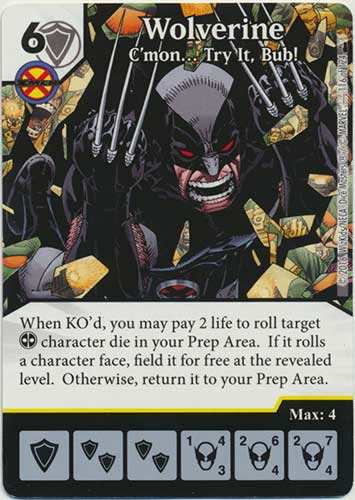 6
Wolverine
C'mon... Try It, Bub!
When KO'd, you may pay 2 life to roll target
character die in your Prep Area. If it rolls
a character face, field it for free at the revealed
level. Otherwise, return it to your Prep Area.
Max: 4
1 4 3
2 6 4
2 7 4